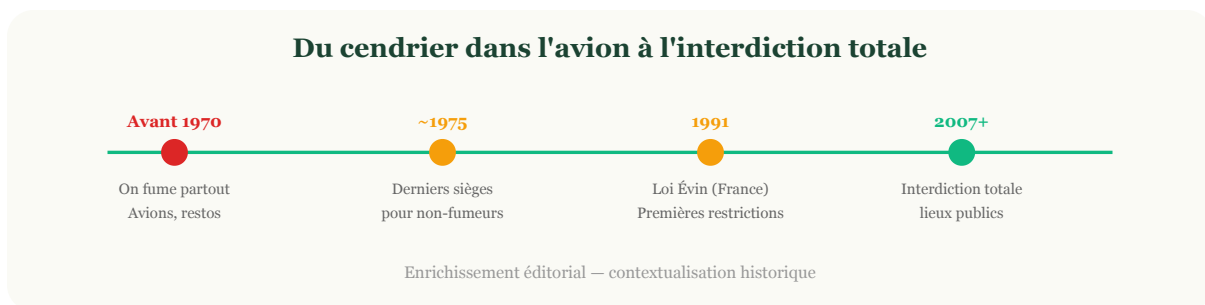 Du cendrier dans l'avion à l'interdiction totale
Avant 1970
~1975
1991
2007+
On fume partout
Avions, restos
Derniers sièges
pour non-fumeurs
Loi Évin (France)
Premières restrictions
Interdiction totale
lieux publics
Enrichissement éditorial — contextualisation historique